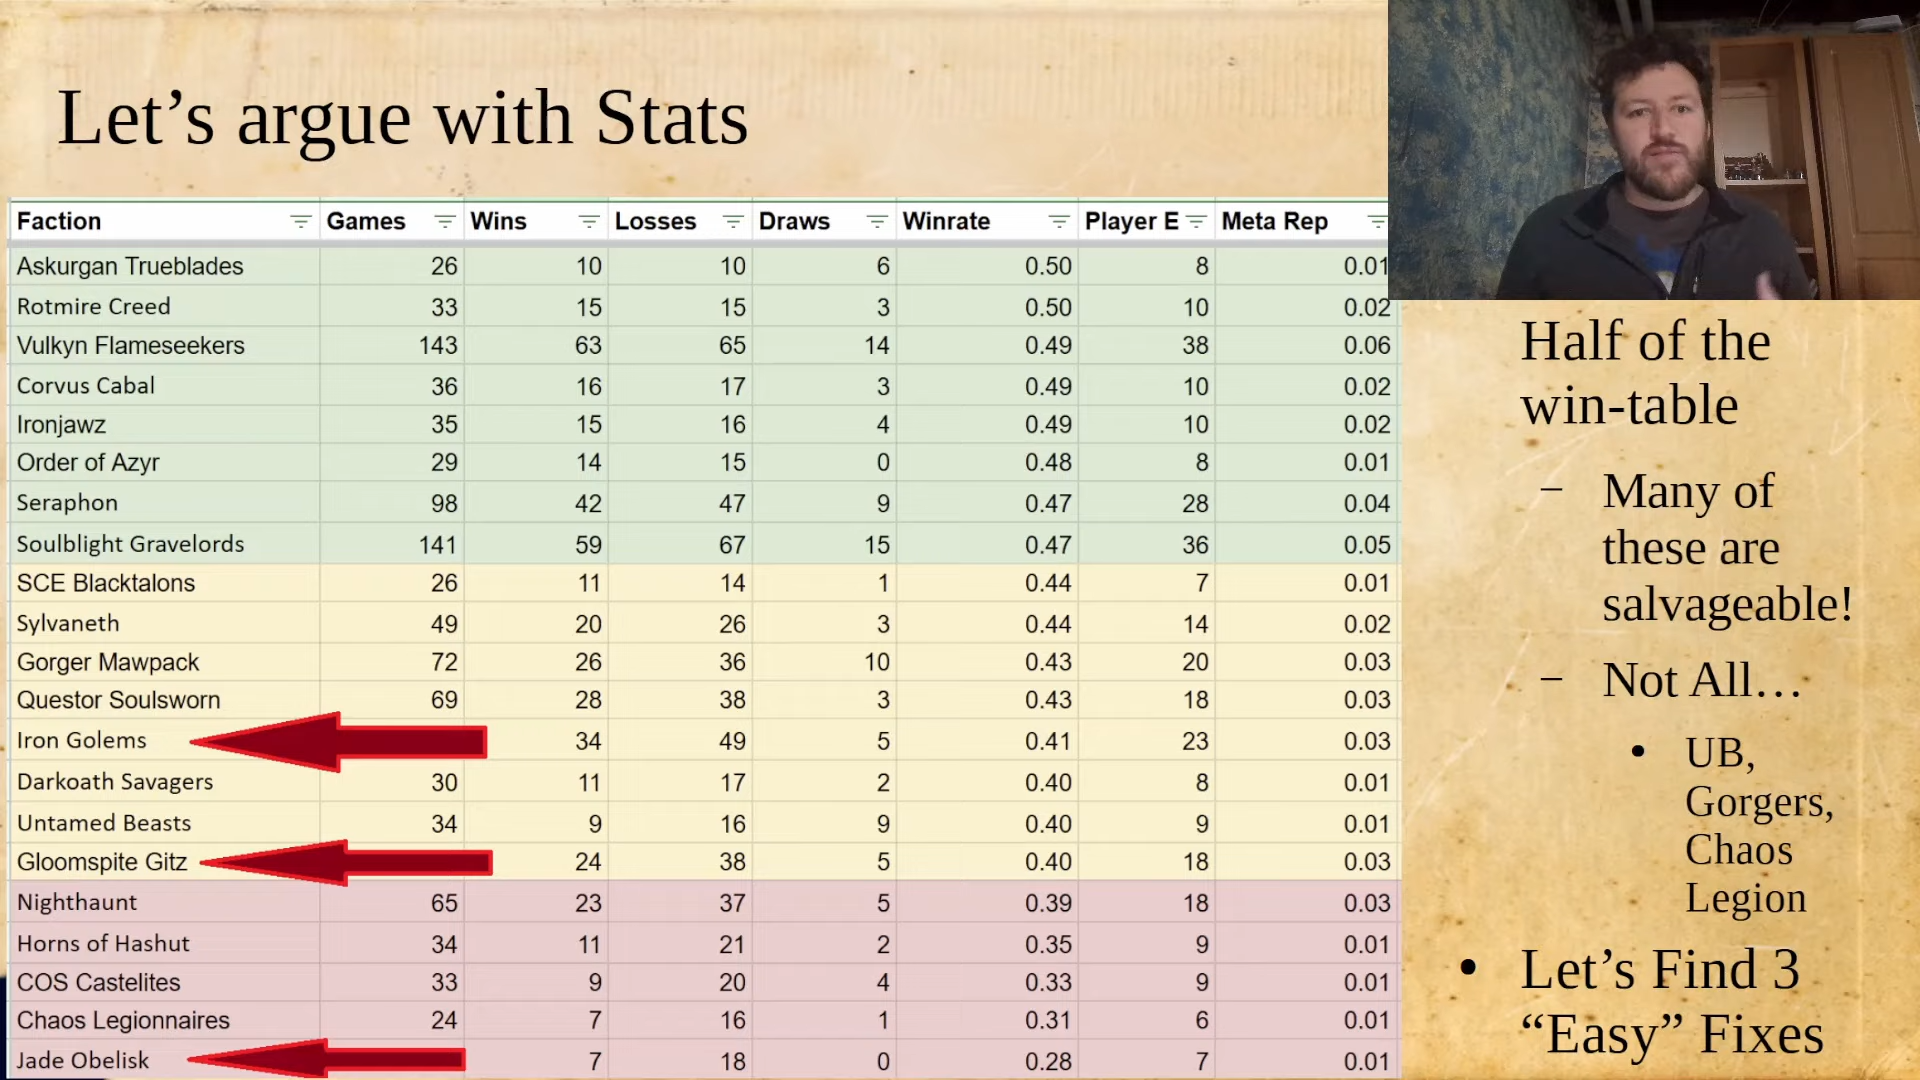 Let's argue with Stats
Faction Games Wins Losses Draws Winrate Player E Meta Rep
Askurgan Trueblades 26 10 10 6 0.50 8 0.01
Rotmire Creed 33 15 15 3 0.50 10 0.02
Vulkyn Flameseekers 143 63 65 14 0.49 38 0.06
Corvus Cabal 36 16 17 3 0.49 10 0.02
Ironjawz 35 15 16 4 0.49 10 0.02
Order of Azyr 29 14 15 0 0.48 8 0.01
Seraphon 98 42 47 9 0.47 28 0.04
Soulblight Gravelords 141 59 67 15 0.47 36 0.05
SCE Blacktalons 26 11 14 1 0.44 7 0.01
Sylvaneth 49 20 26 3 0.44 14 0.02
Gorger Mawpack 72 26 36 10 0.43 20 0.03
Questor Soulsworn 69 28 38 3 0.43 18 0.03
Iron Golems 34 49 5 0.41 23 0.03
Darkoath Savagers 30 11 17 2 0.40 8 0.01
Untamed Beasts 34 9 16 9 0.40 9 0.01
Gloomspite Gitz 24 38 5 0.40 18 0.03
Nighthaunt 65 23 37 5 0.39 18 0.03
Horns of Hashut 34 11 21 2 0.35 9 0.01
COS Castelites 33 9 20 4 0.33 9 0.01
Chaos Legionnaires 24 7 16 1 0.31 6 0.01
Jade Obelisk 7 18 0 0.28 7 0.01
Half of the
win-table
– Many of
these are
salvageable!
– Not All…
• UB,
Gorgers,
Chaos
Legion
• Let's Find 3
“Easy” Fixes